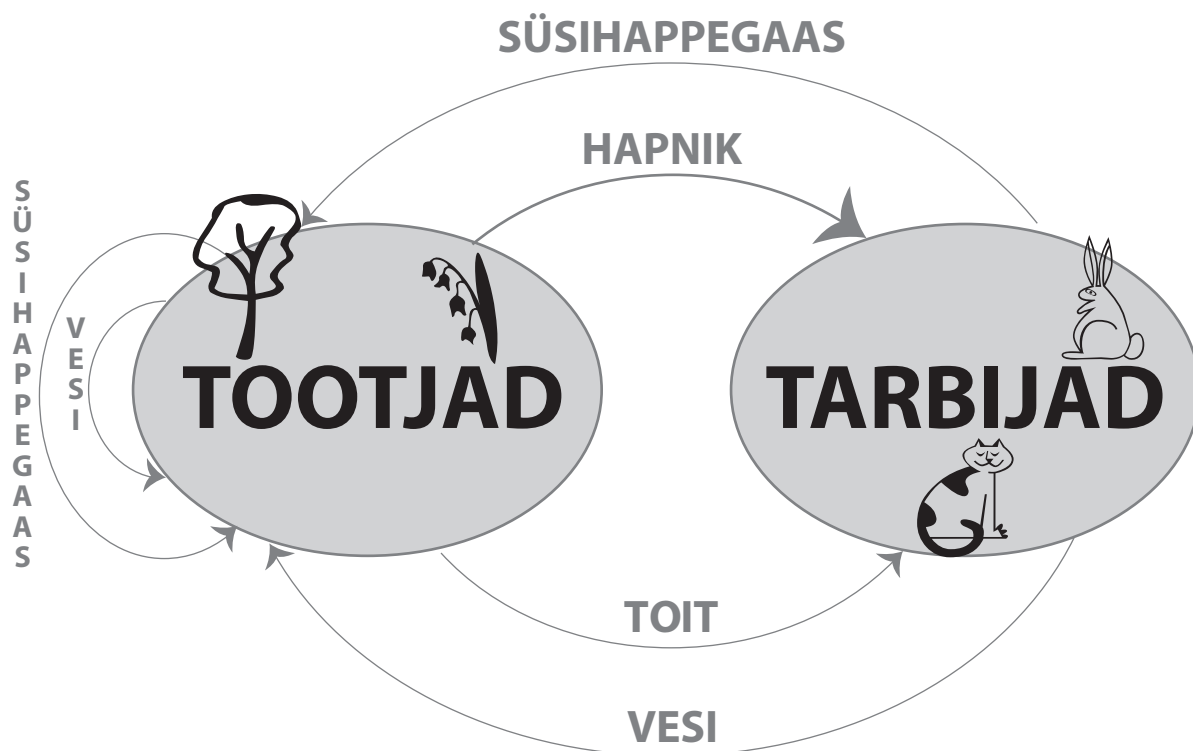 SÜSIHAPPEGAAS
HAPNIK
SÜSIHAPPEGAAS
VESI
TOOTJAD
TARBIJAD
TOIT
VESI